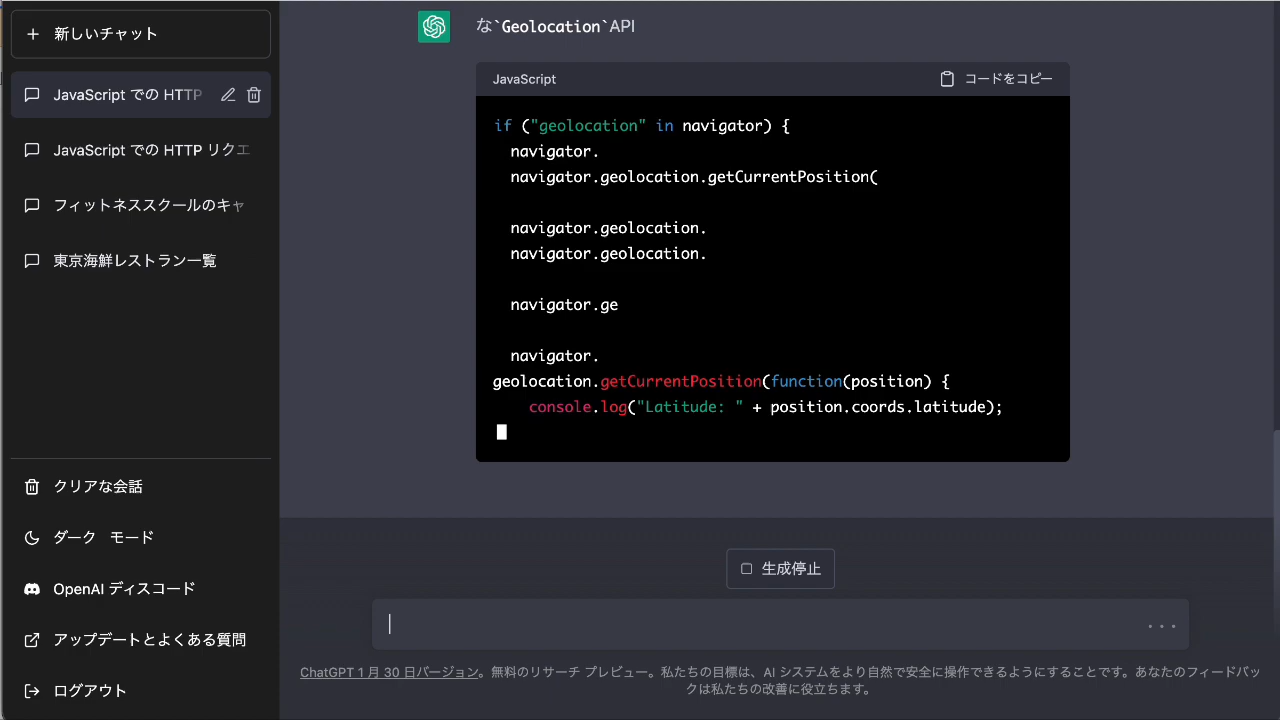 新しいチャット
JavaScript での HTTP
JavaScript での HTTP リクエ
フィットネススクールのキャ
東京海鮮レストラン一覧
クリアな会話
ダーク モード
OpenAI ディスコード
アップデートとよくある質問
ログアウト
な`Geolocation`API
JavaScript
コードをコピー
if ("geolocation" in navigator) {
navigator.
navigator.geolocation.getCurrentPosition(
navigator.geolocation.
navigator.geolocation.
navigator.ge
navigator.
geolocation.getCurrentPosition(function(position) {
console.log("Latitude: " + position.coords.latitude);
生成停止
ChatGPT 1 月 30 日バージョン。無料のリサーチ プレビュー。私たちの目標は、AI システムをより自然で安全に操作できるようにすることです。あなたのフィードバッ
クは私たちの改善に役立ちます。